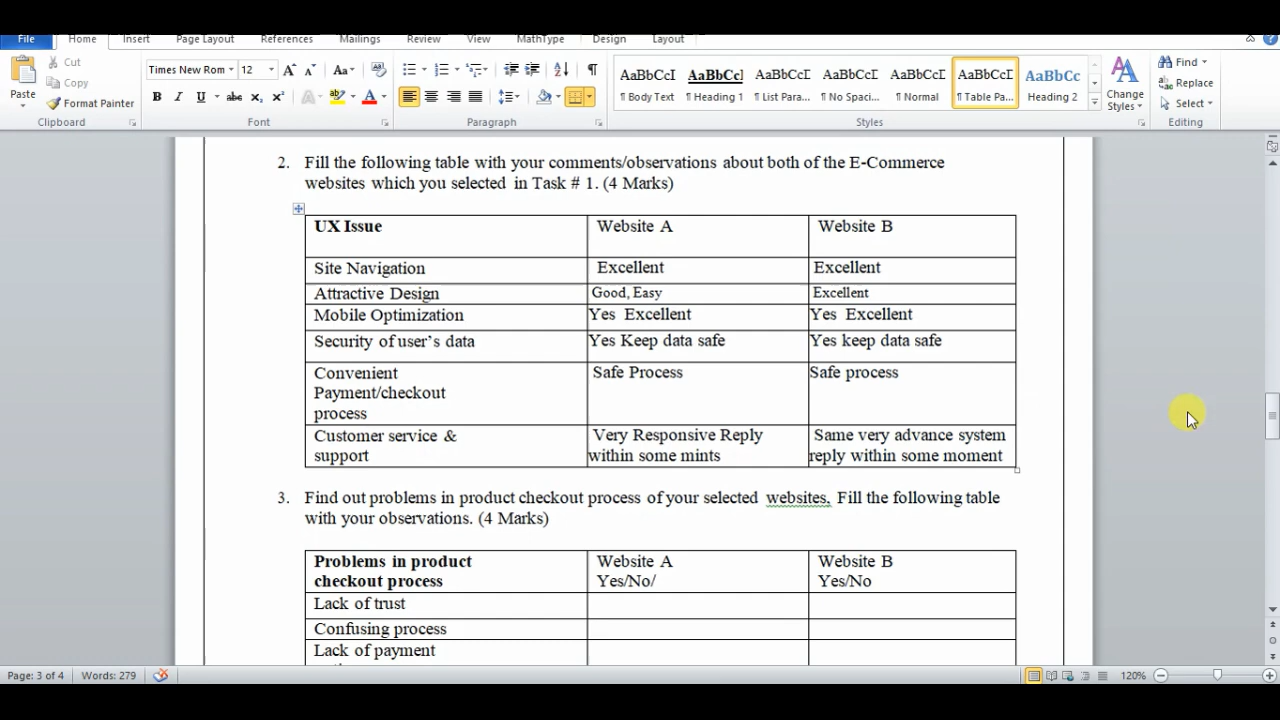 File Home Insert Page Layout References Mailings Review View MathType Design Layout
Cut
Copy
Paste
Format Painter
Times New Rom 12
Clipboard Font Paragraph Styles Editing
AaBbCcI AaBbCcI AaBbCcI AaBbCcI AaBbCcI AaBbCcI AaBbCc
¶ Body Text ¶ Heading 1 ¶ List Para... ¶ No Spaci... ¶ Normal ¶ Table Pa... Heading 2
Change
Styles
Find
Replace
Select
2. Fill the following table with your comments/observations about both of the E-Commerce
websites which you selected in Task # 1. (4 Marks)
UX Issue Website A Website B
Site Navigation Excellent Excellent
Attractive Design Good, Easy Excellent
Mobile Optimization Yes Excellent Yes Excellent
Security of user’s data Yes Keep data safe Yes keep data safe
Convenient Safe Process Safe process
Payment/checkout
process
Customer service & Very Responsive Reply Same very advance system
support within some mints reply within some moment
3. Find out problems in product checkout process of your selected websites. Fill the following table
with your observations. (4 Marks)
Problems in product Website A Website B
checkout process Yes/No/ Yes/No
Lack of trust
Confusing process
Lack of payment
Page: 3 of 4 Words: 279 120%